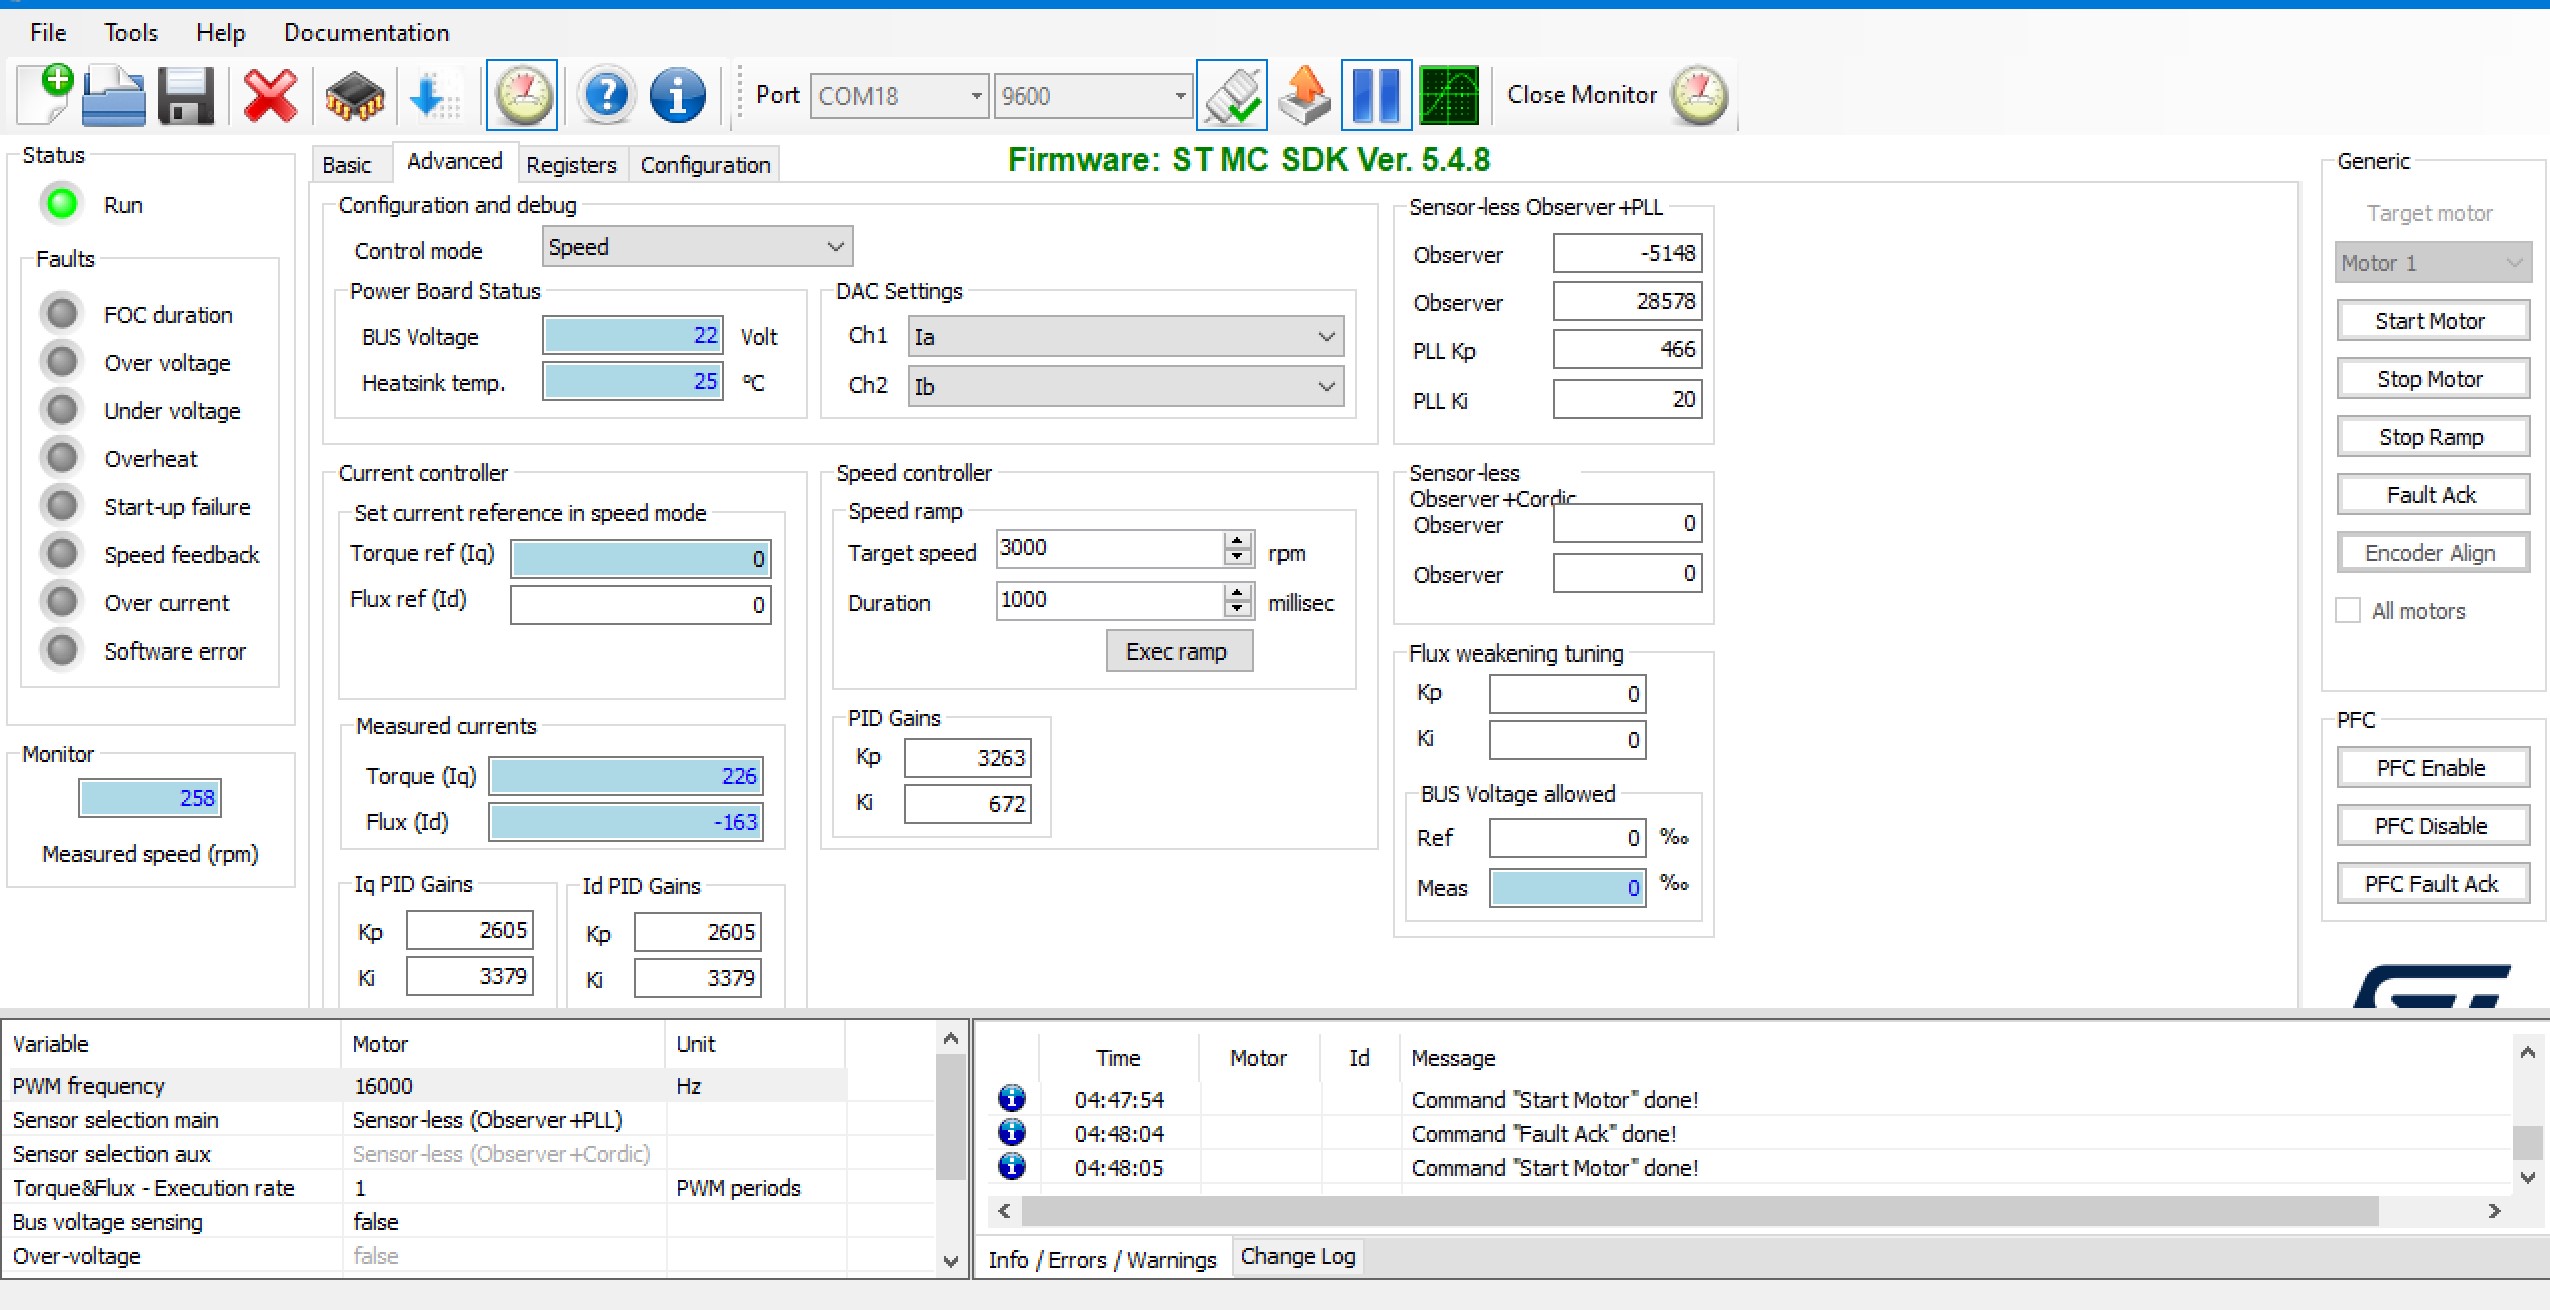 File Tools Help Documentation
Port COM18 9600 Close Monitor
Status
Run
Faults
FOC duration
Over voltage
Under voltage
Overheat
Start-up failure
Speed feedback
Over current
Software error
Monitor
258
Measured speed (rpm)
Basic Advanced Registers Configuration
Firmware: ST MC SDK Ver. 5.4.8
Configuration and debug
Control mode Speed
Power Board Status
BUS Voltage 22 Volt
Heatsink temp. 25 ºC
DAC Settings
Ch1 Ia
Ch2 Ib
Current controller
Set current reference in speed mode
Torque ref (Iq) 0
Flux ref (Id) 0
Measured currents
Torque (Iq) 226
Flux (Id) -163
Iq PID Gains
Kp 2605
Ki 3379
Id PID Gains
Kp 2605
Ki 3379
Speed controller
Speed ramp
Target speed 3000 rpm
Duration 1000 millisec
Exec ramp
PID Gains
Kp 3263
Ki 672
Sensor-less Observer+PLL
Observer -5148
Observer 28578
PLL Kp 466
PLL Ki 20
Sensor-less
Observer+Cordic
Observer 0
Observer 0
Flux weakening tuning
Kp 0
Ki 0
BUS Voltage allowed
Ref 0 ‰
Meas 0 ‰
Generic
Target motor
Motor 1
Start Motor
Stop Motor
Stop Ramp
Fault Ack
Encoder Align
All motors
PFC
PFC Enable
PFC Disable
PFC Fault Ack
Variable Motor Unit
PWM frequency 16000 Hz
Sensor selection main Sensor-less (Observer+PLL)
Sensor selection aux Sensor-less (Observer+Cordic)
Torque&Flux - Execution rate 1 PWM periods
Bus voltage sensing false
Over-voltage false
Time Motor Id Message
04:47:54 Command "Start Motor" done!
04:48:04 Command "Fault Ack" done!
04:48:05 Command "Start Motor" done!
Info / Errors / Warnings Change Log